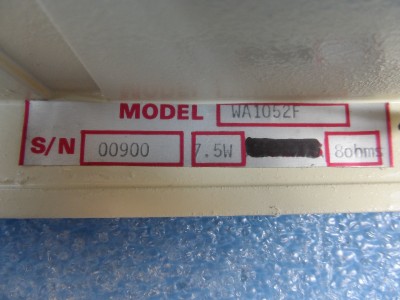 MODEL WA1052F
S/N 00900 7.5W 8ohms